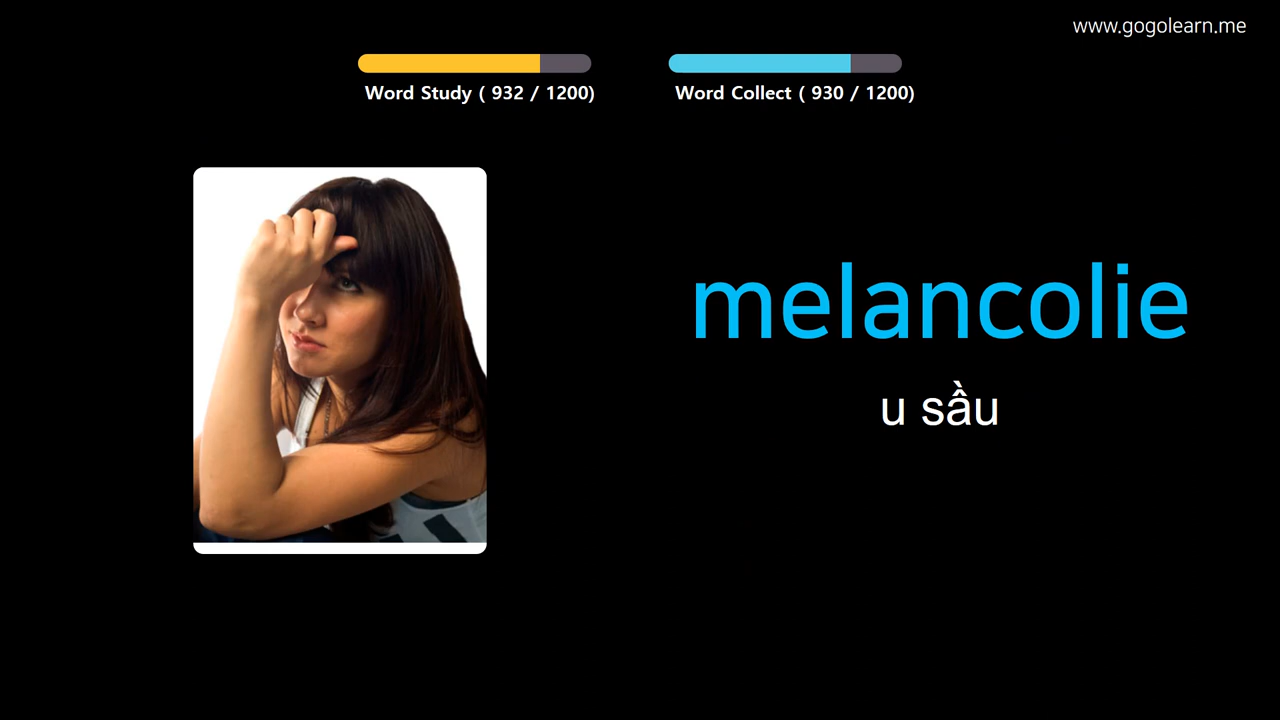 www.gogolearn.me
Word Study ( 932 / 1200)
Word Collect ( 930 / 1200)
melancolie
u sầu